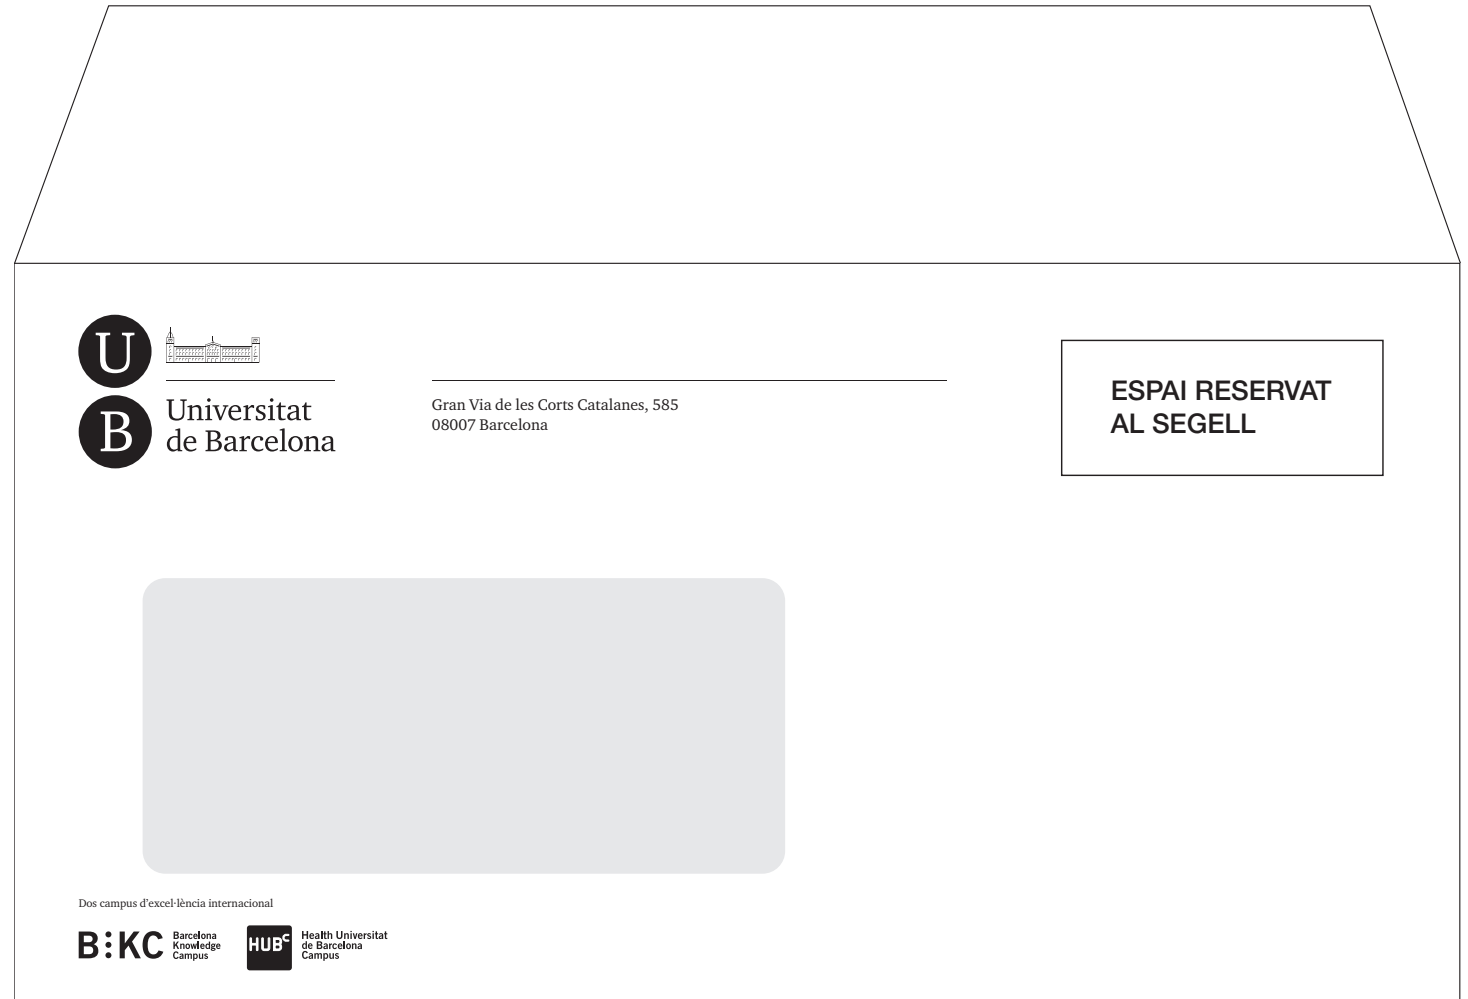 U
B
Universitat
de Barcelona
Gran Via de les Corts Catalanes, 585
08007 Barcelona
ESPAI RESERVAT
AL SEGELL
Dos campus d'excel·lència internacional
B:KC
Barcelona
Knowledge
Campus
HUBc
Health Universitat
de Barcelona
Campus